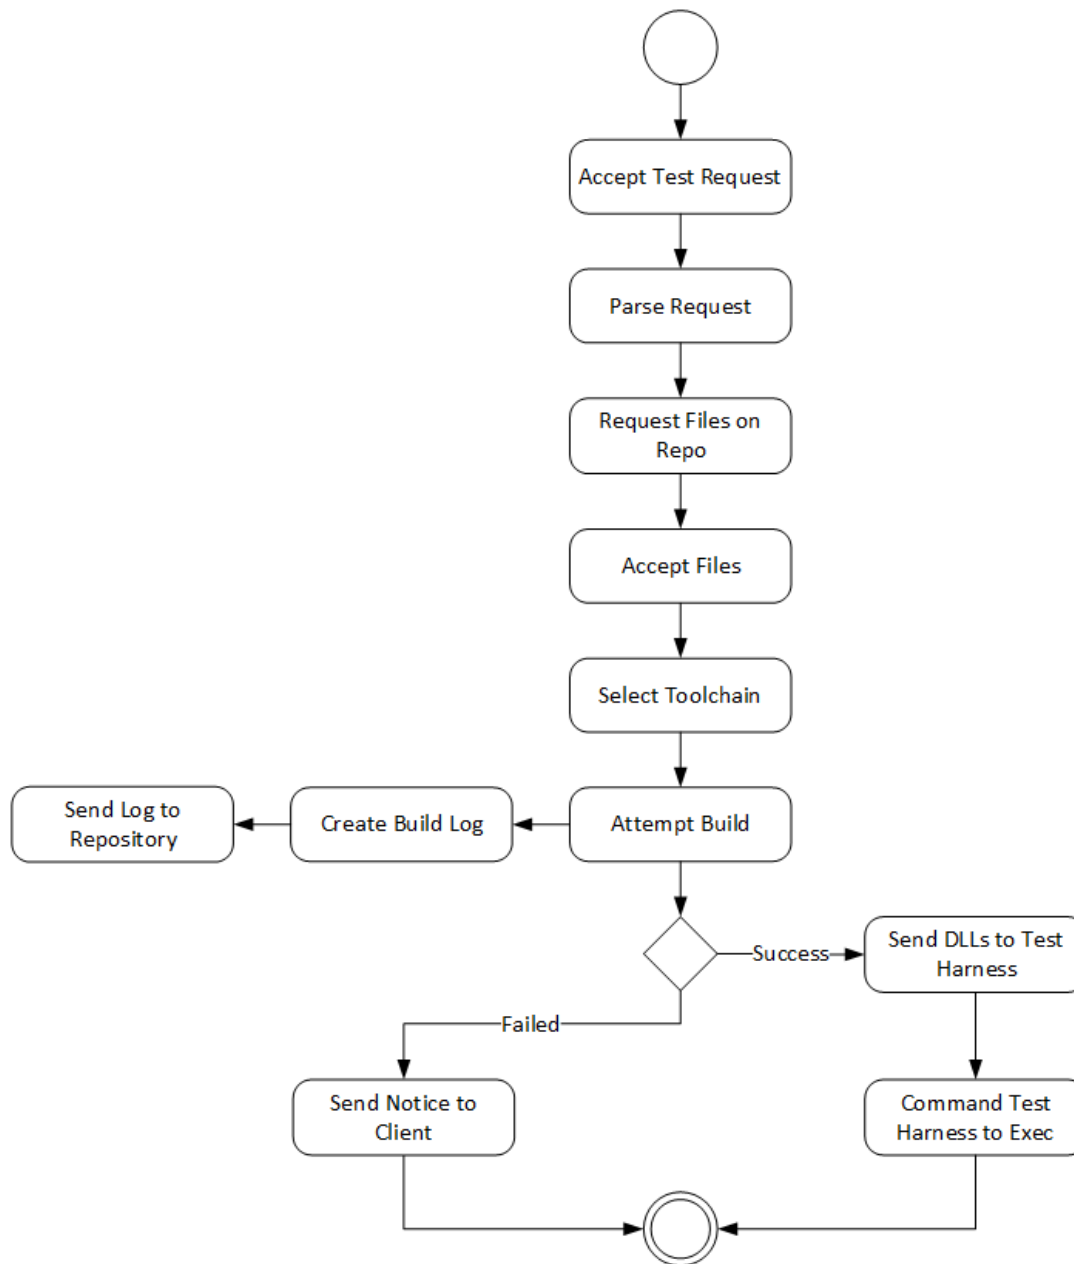 Accept Test Request
Parse Request
Request Files on
Repo
Accept Files
Select Toolchain
Send Log to
Repository
Create Build Log
Attempt Build
Success
Send DLLs to Test
Harness
Failed
Send Notice to
Client
Command Test
Harness to Exec